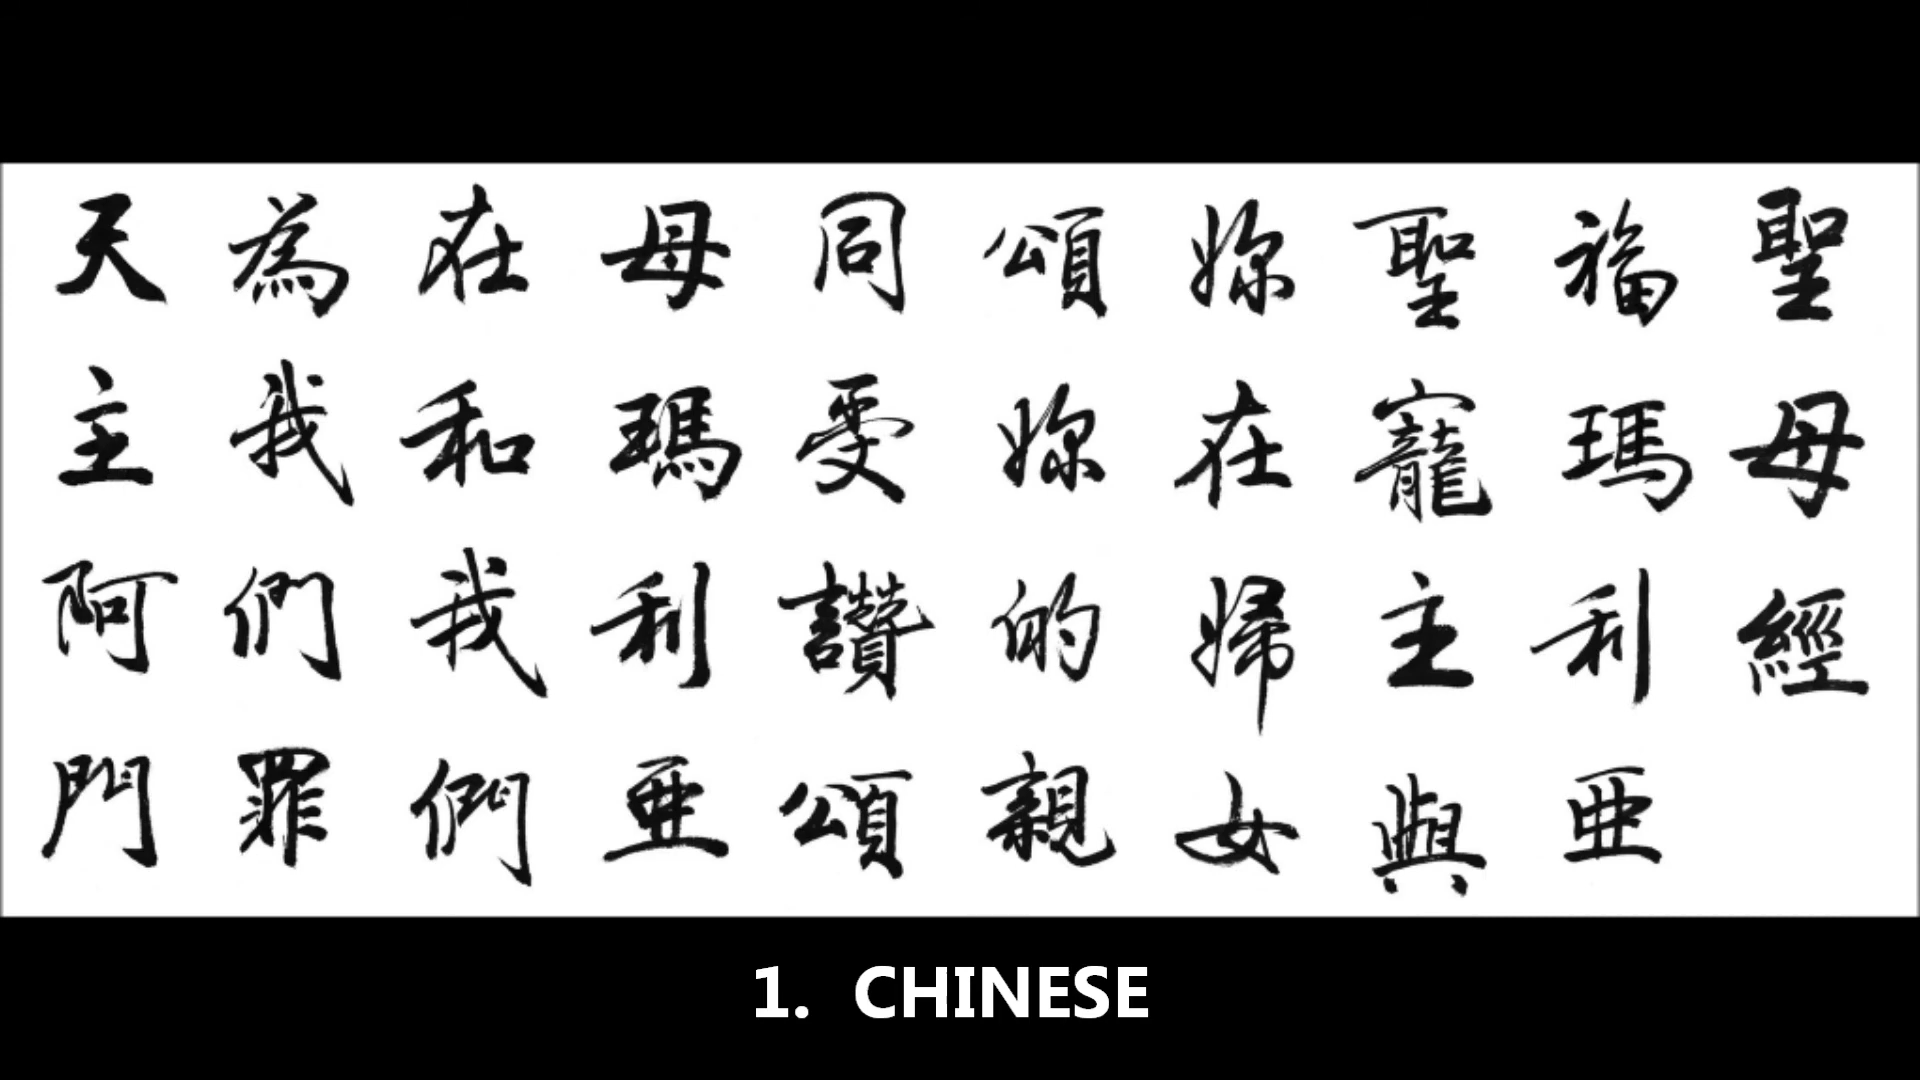 聖母經
福瑪利亞
聖寵主與
妳在婦女
頌妳的親
同受讚頌
母瑪利亞
在和我們
為我們罪
天主阿門
1. CHINESE